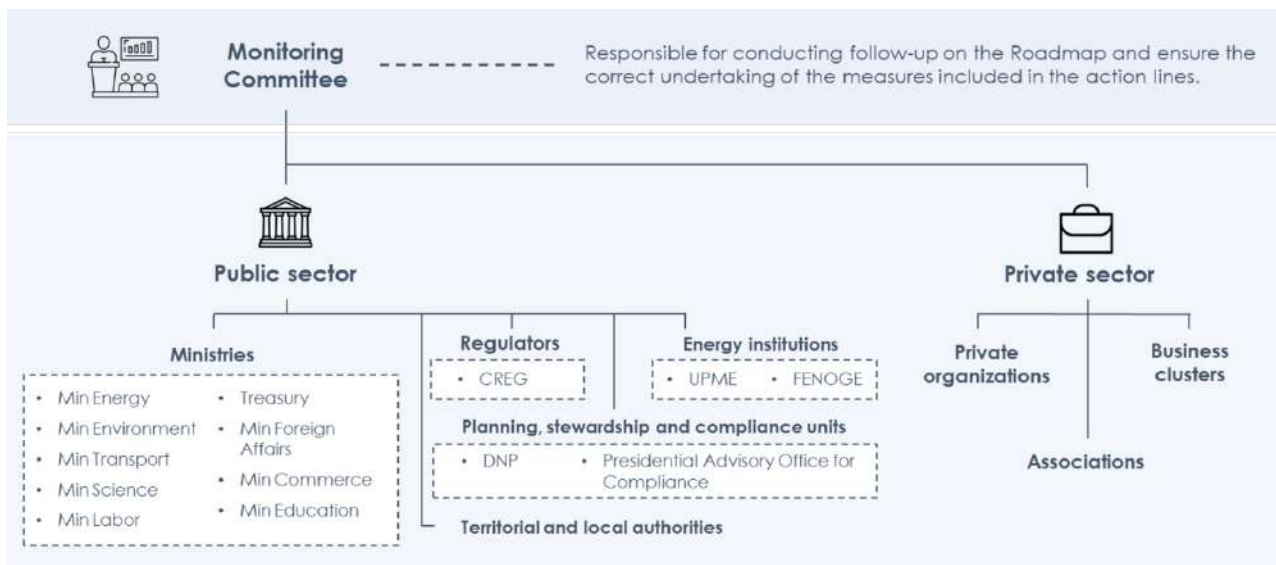 Monitoring
Committee
Responsible for conducting follow-up on the Roadmap and ensure the
correct undertaking of the measures included in the action lines.
Public sector
Private sector
Ministries
• Min Energy
• Min Environment
• Min Transport
• Min Science
• Min Labor
• Treasury
• Min Foreign
Affairs
• Min Commerce
• Min Education
Regulators
• CREG
Energy institutions
• UPME
• FENOGE
Planning, stewardship and compliance units
• DNP
• Presidential Advisory Office for
Compliance
Territorial and local authorities
Private
organizations
Business
clusters
Associations